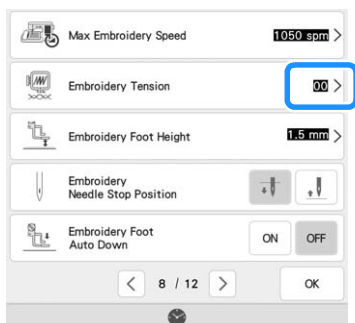 Max Embroidery Speed 1050 spm >
Embroidery Tension 00 >
Embroidery Foot Height 1.5 mm >
Embroidery
Needle Stop Position
Embroidery Foot
Auto Down ON OFF
< 8 / 12 > OK